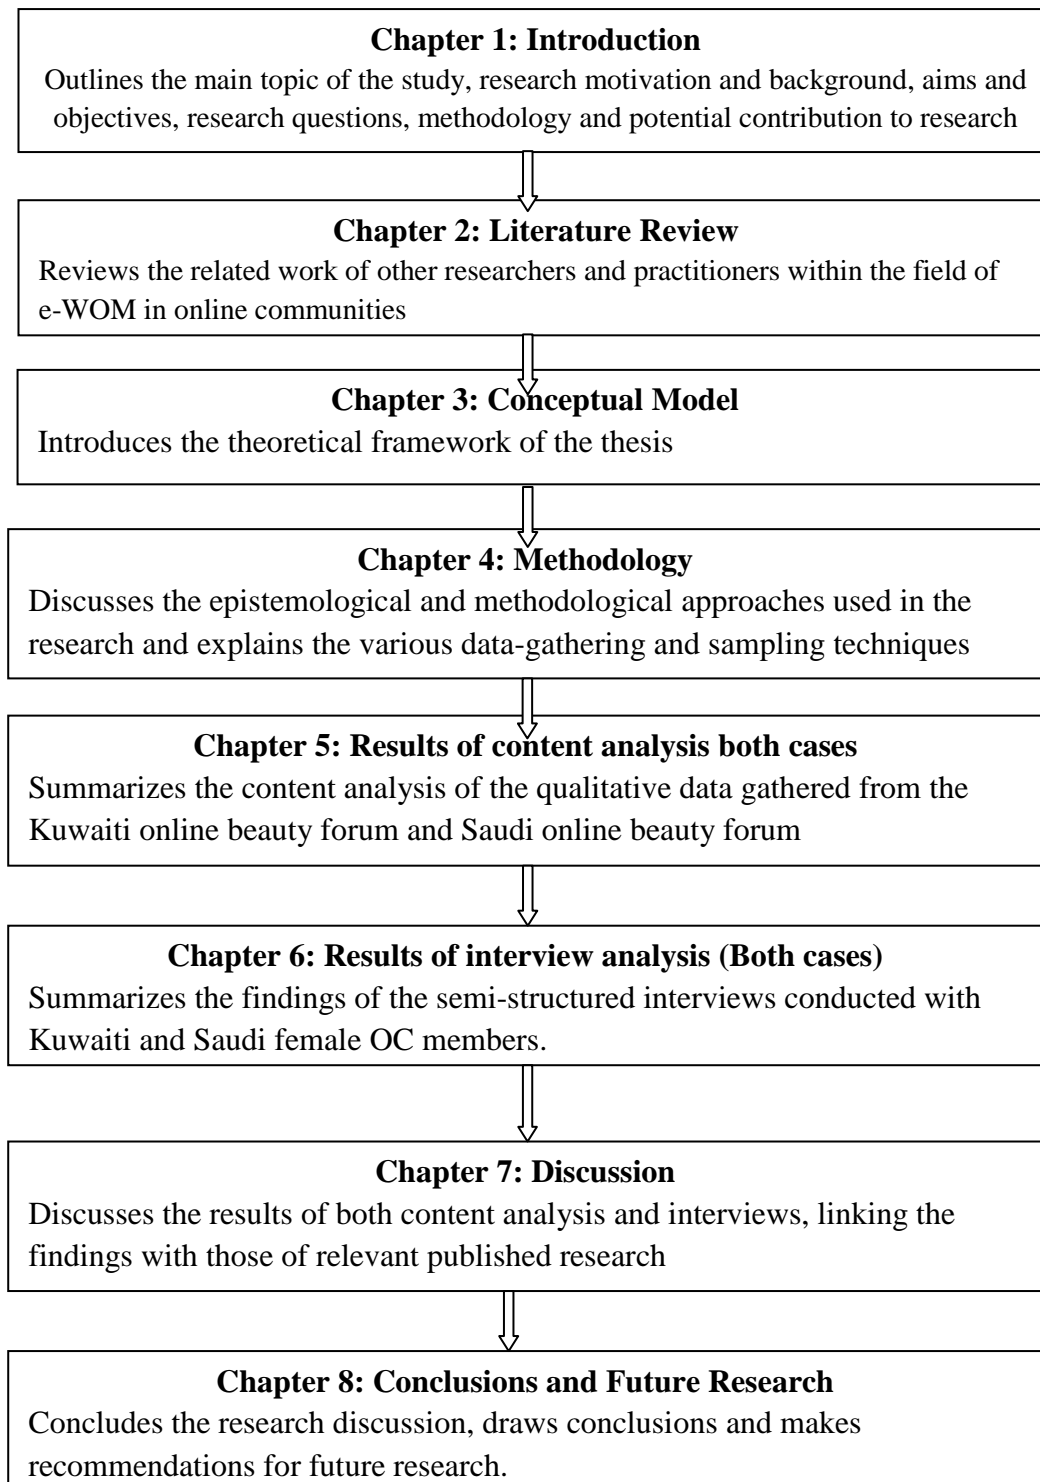 Chapter 1: Introduction
Outlines the main topic of the study, research motivation and background, aims and
objectives, research questions, methodology and potential contribution to research
Chapter 2: Literature Review
Reviews the related work of other researchers and practitioners within the field of
e-WOM in online communities
Chapter 3: Conceptual Model
Introduces the theoretical framework of the thesis
Chapter 4: Methodology
Discusses the epistemological and methodological approaches used in the
research and explains the various data-gathering and sampling techniques
Chapter 5: Results of content analysis both cases
Summarizes the content analysis of the qualitative data gathered from the
Kuwaiti online beauty forum and Saudi online beauty forum
Chapter 6: Results of interview analysis (Both cases)
Summarizes the findings of the semi-structured interviews conducted with
Kuwaiti and Saudi female OC members.
Chapter 7: Discussion
Discusses the results of both content analysis and interviews, linking the
findings with those of relevant published research
Chapter 8: Conclusions and Future Research
Concludes the research discussion, draws conclusions and makes
recommendations for future research.